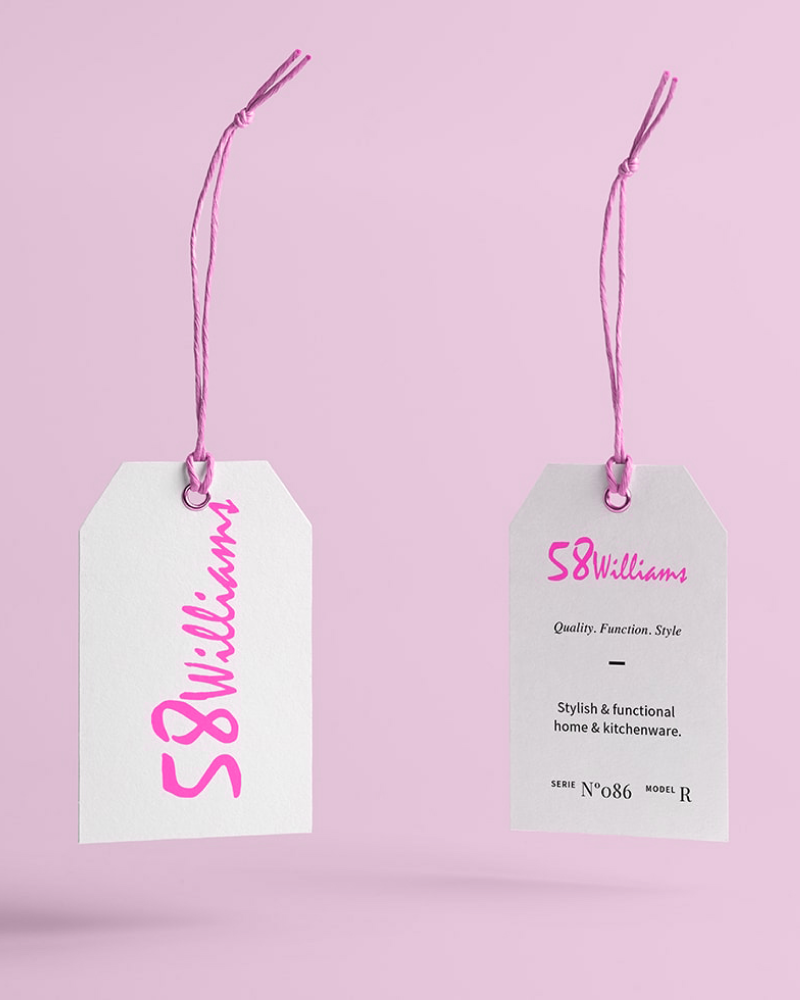 58Williams
58Williams
Quality. Function. Style
Stylish & functional
home & kitchenware.
SERIE Nº086 MODEL R